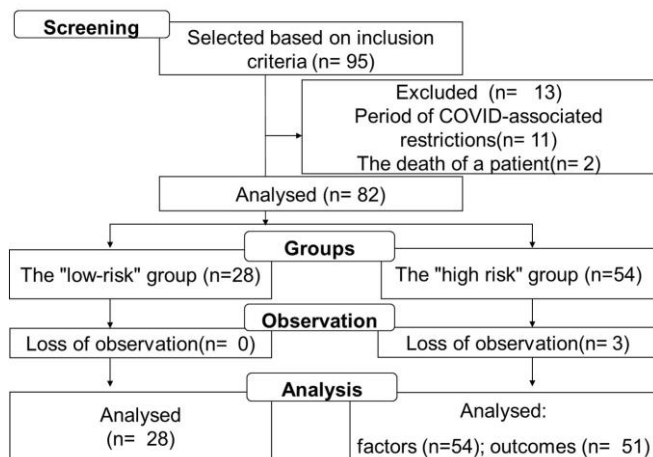 Screening
Selected based on inclusion
criteria (n= 95)
Excluded (n= 13)
Period of COVID-associated
restrictions(n= 11)
The death of a patient(n= 2)
Analysed (n= 82)
Groups
The "low-risk" group (n=28)
The "high risk" group (n=54)
Observation
Loss of observation(n= 0)
Loss of observation(n= 3)
Analysis
Analysed
(n= 28)
Analysed:
factors (n=54); outcomes (n= 51)